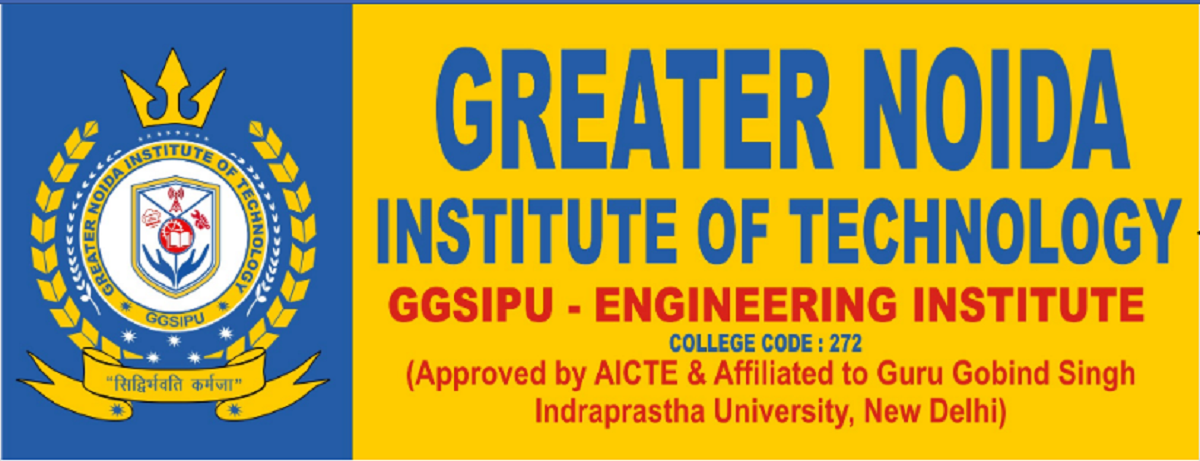 GREATER NOIDA INSTITUTE OF TECHNOLOGY
GGSIPU
"सिद्धिर्भवति कर्मजा"
GREATER NOIDA
INSTITUTE OF TECHNOLOGY
GGSIPU - ENGINEERING INSTITUTE
COLLEGE CODE : 272
(Approved by AICTE & Affiliated to Guru Gobind Singh
Indraprastha University, New Delhi)